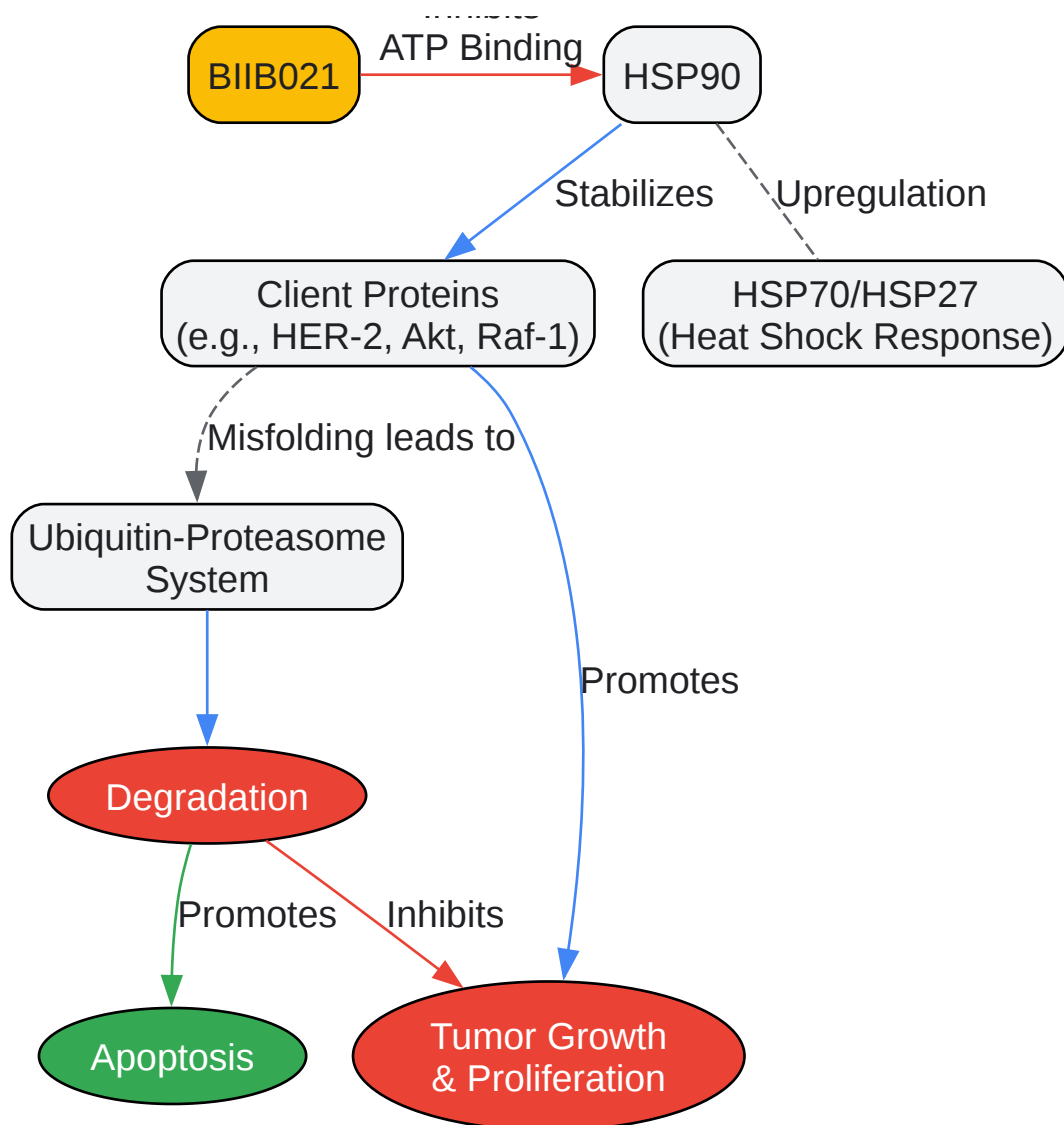 Inhibits
ATP Binding
BIIB021
HSP90
Stabilizes
Upregulation
Client Proteins
(e.g., HER-2, Akt, Raf-1)
HSP70/HSP27
(Heat Shock Response)
Misfolding leads to
Ubiquitin-Proteasome
System
Promotes
Degradation
Promotes
Inhibits
Apoptosis
Tumor Growth
& Proliferation